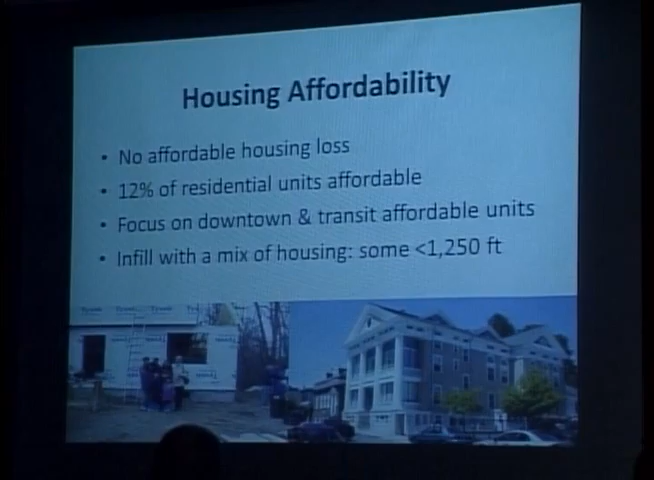 Housing Affordability
• No affordable housing loss
• 12% of residential units affordable
• Focus on downtown & transit affordable units
• Infill with a mix of housing: some <1,250 ft